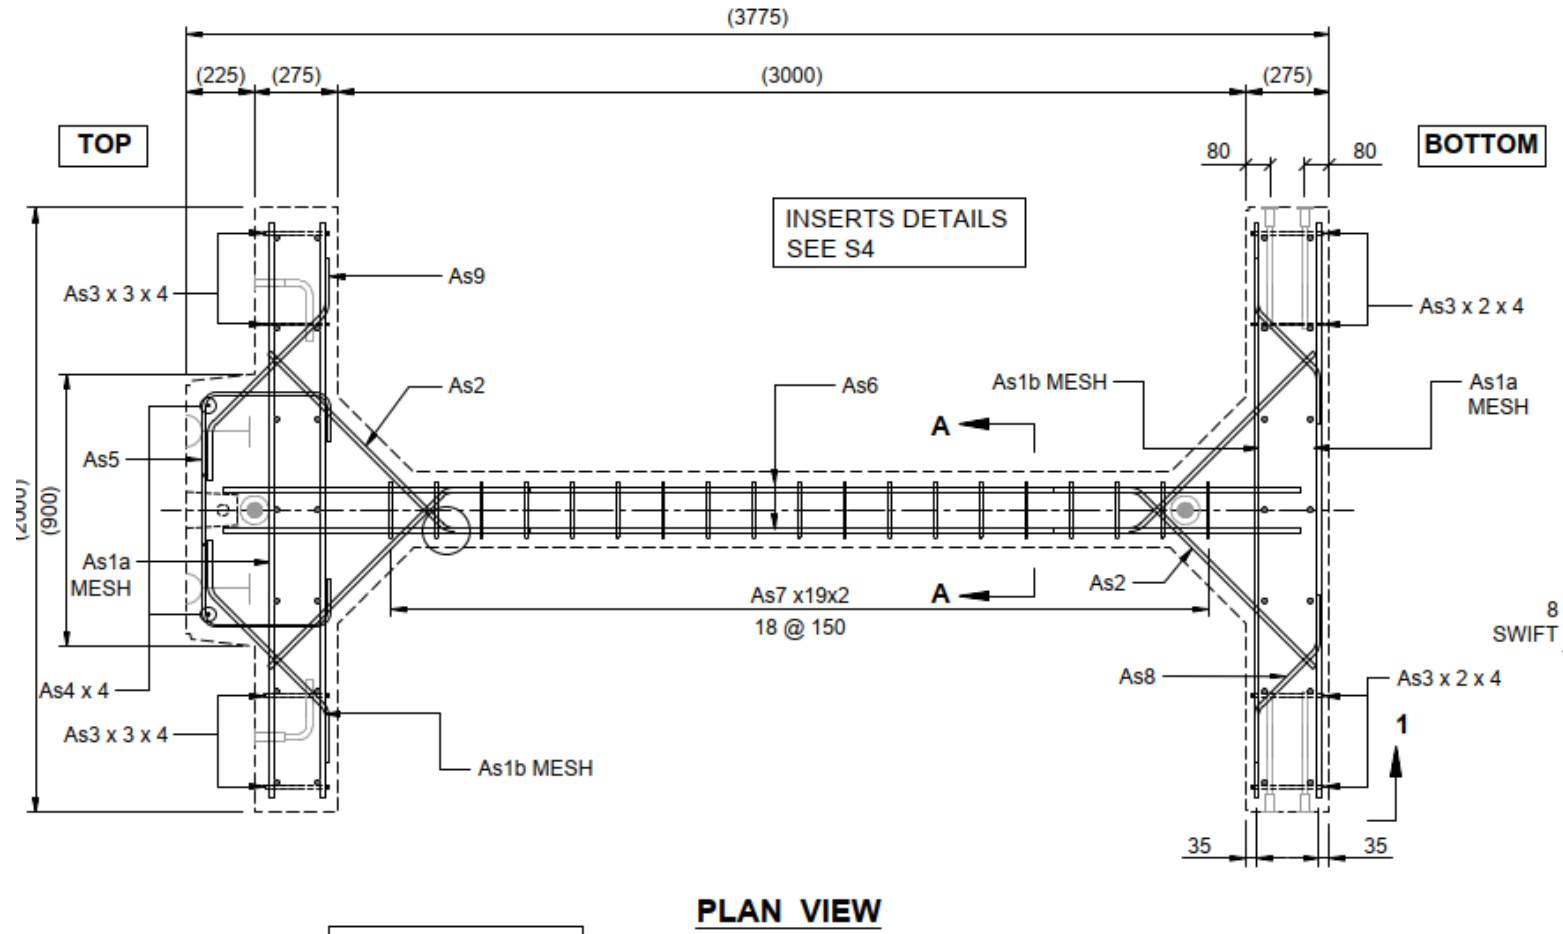 (3775)
(225)
(275)
(3000)
(275)
TOP
80
80
BOTTOM
INSERTS DETAILS
SEE S4
As9
As3 x 3 x 4
As3 x 2 x 4
As2
As6
As1b MESH
As1a
MESH
A
As5
(2000)
(900)
As1a
MESH
As7 x19x2
18 @ 150
A
As2
8
SWIFT
As4 x 4
As8
As3 x 2 x 4
As3 x 3 x 4
1
As1b MESH
35
35
PLAN VIEW